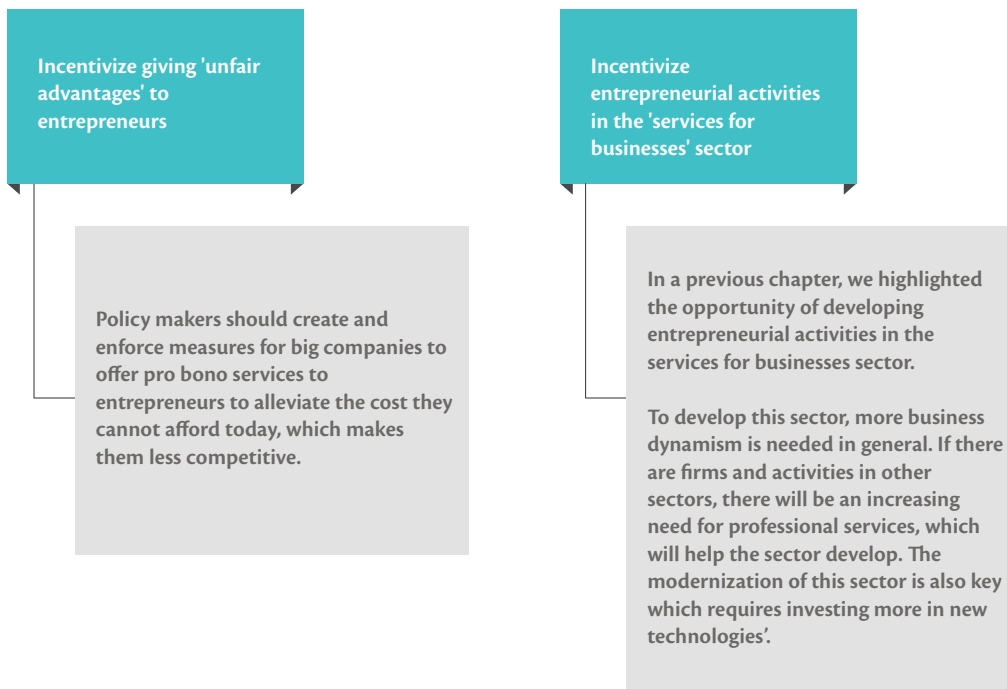 Incentivize giving 'unfair
advantages' to
entrepreneurs
Policy makers should create and
enforce measures for big companies to
offer pro bono services to
entrepreneurs to alleviate the cost they
cannot afford today, which makes
them less competitive.
Incentivize
entrepreneurial activities
in the 'services for
businesses' sector
In a previous chapter, we highlighted
the opportunity of developing
entrepreneurial activities in the
services for businesses sector.
To develop this sector, more business
dynamism is needed in general. If there
are firms and activities in other
sectors, there will be an increasing
need for professional services, which
will help the sector develop. The
modernization of this sector is also key
which requires investing more in new
technologies’.